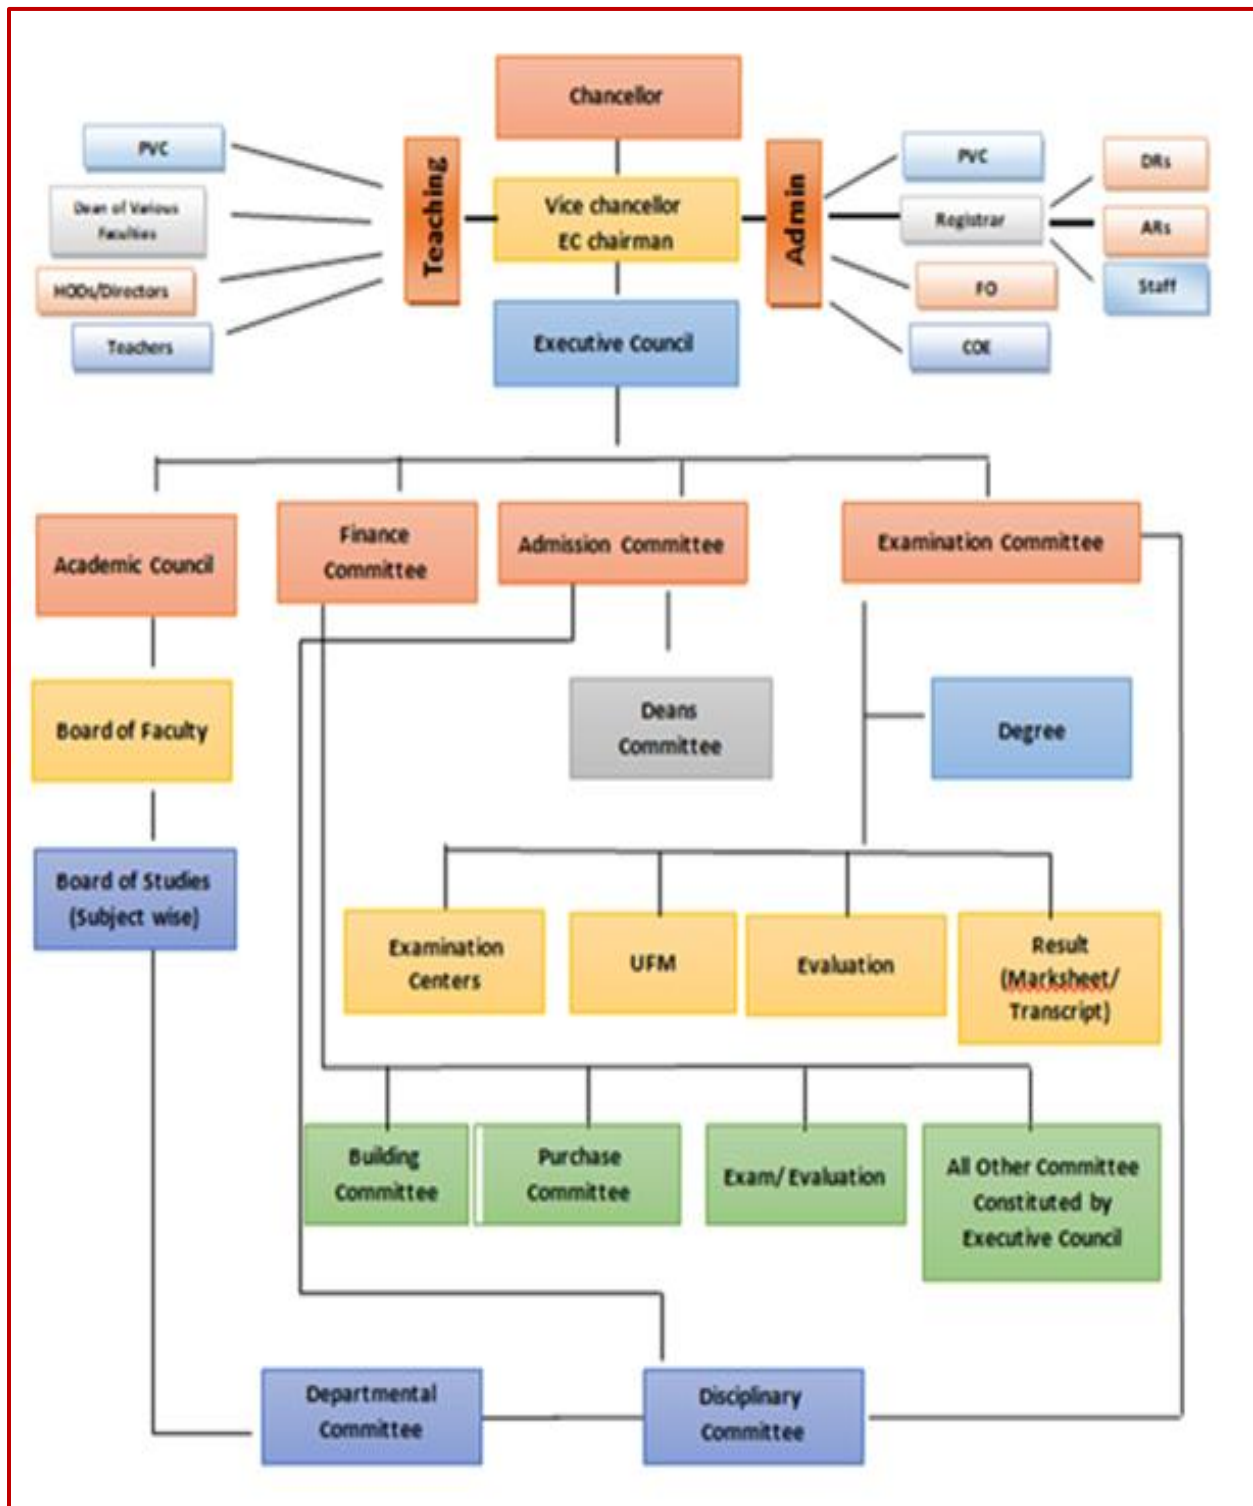 Chancellor
PVC
Dean of Various
Faculties
HODs/Directors
Teachers
Teaching
Vice chancellor
EC chairman
Admin
PVC
Registrar
FO
COE
DRs
ARs
Staff
Executive Council
Academic Council
Finance
Committee
Admission Committee
Examination Committee
Board of Faculty
Deans
Committee
Degree
Board of Studies
(Subject wise)
Examination
Centers
UFM
Evaluation
Result
(Marksheet/
Transcript)
Building
Committee
Purchase
Committee
Exam/ Evaluation
All Other Committee
Constituted by
Executive Council
Departmental
Committee
Disciplinary
Committee